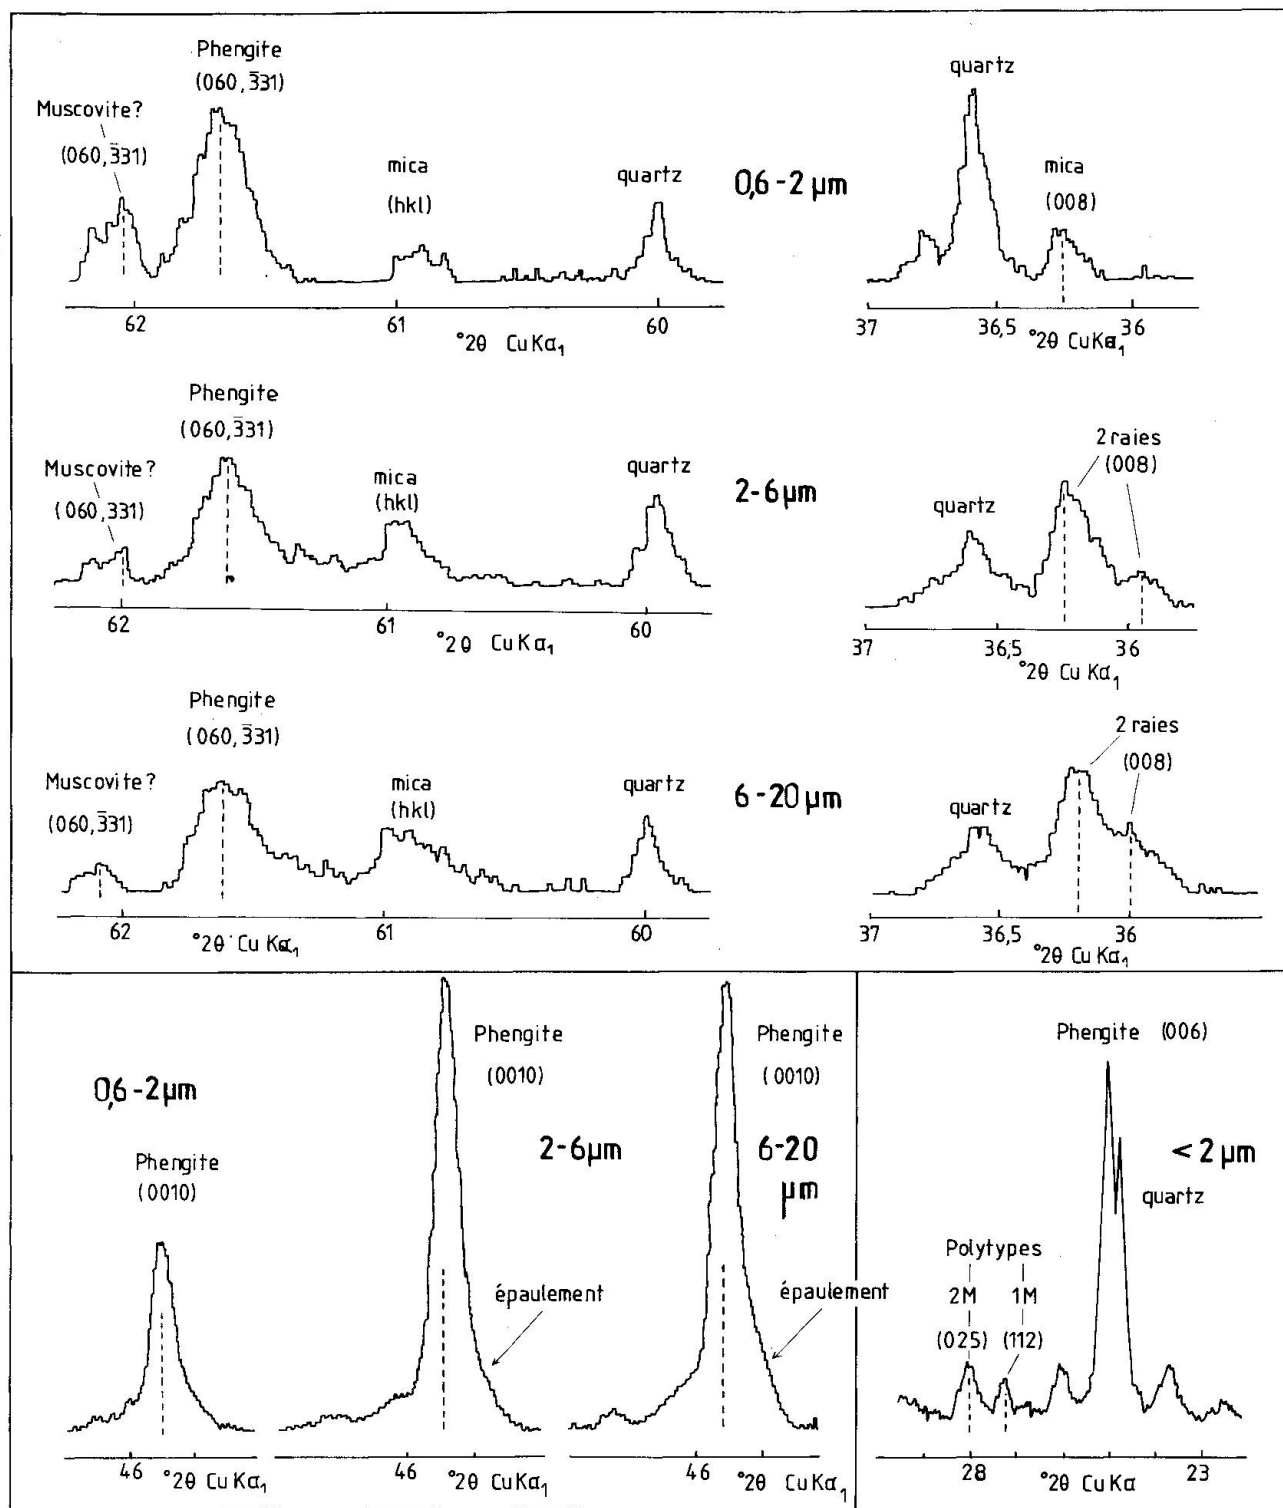 Phengite
(060,3̅31)
Muscovite?
(060,3̅31)
mica
(hkl)
quartz
0,6-2 µm
quartz
mica
(008)
62
61
60
°2θ CuKα₁
37
36,5
36
°2θ CuKα₁
Phengite
(060,3̅31)
Muscovite?
(060,331)
mica
(hkl)
quartz
2-6µm
quartz
2 raies
(008)
62
61
60
°2θ CuKα₁
37
36,5
36
°2θ CuKα₁
Phengite
(060,3̅31)
Muscovite?
(060,3̅31)
mica
(hkl)
quartz
6-20µm
quartz
2 raies
(008)
62
61
60
°2θ CuKα₁
37
36,5
36
°2θ CuKα₁
0,6-2µm
Phengite
(0010)
46
°2θ CuKα₁
Phengite
(0010)
2-6µm
épaulement
46
°2θ CuKα₁
Phengite
(0010)
6-20
µm
épaulement
46
°2θ CuKα₁
Phengite (006)
< 2 µm
quartz
Polytypes
2M 1M
(025) (112)
28
23
°2θ CuKα